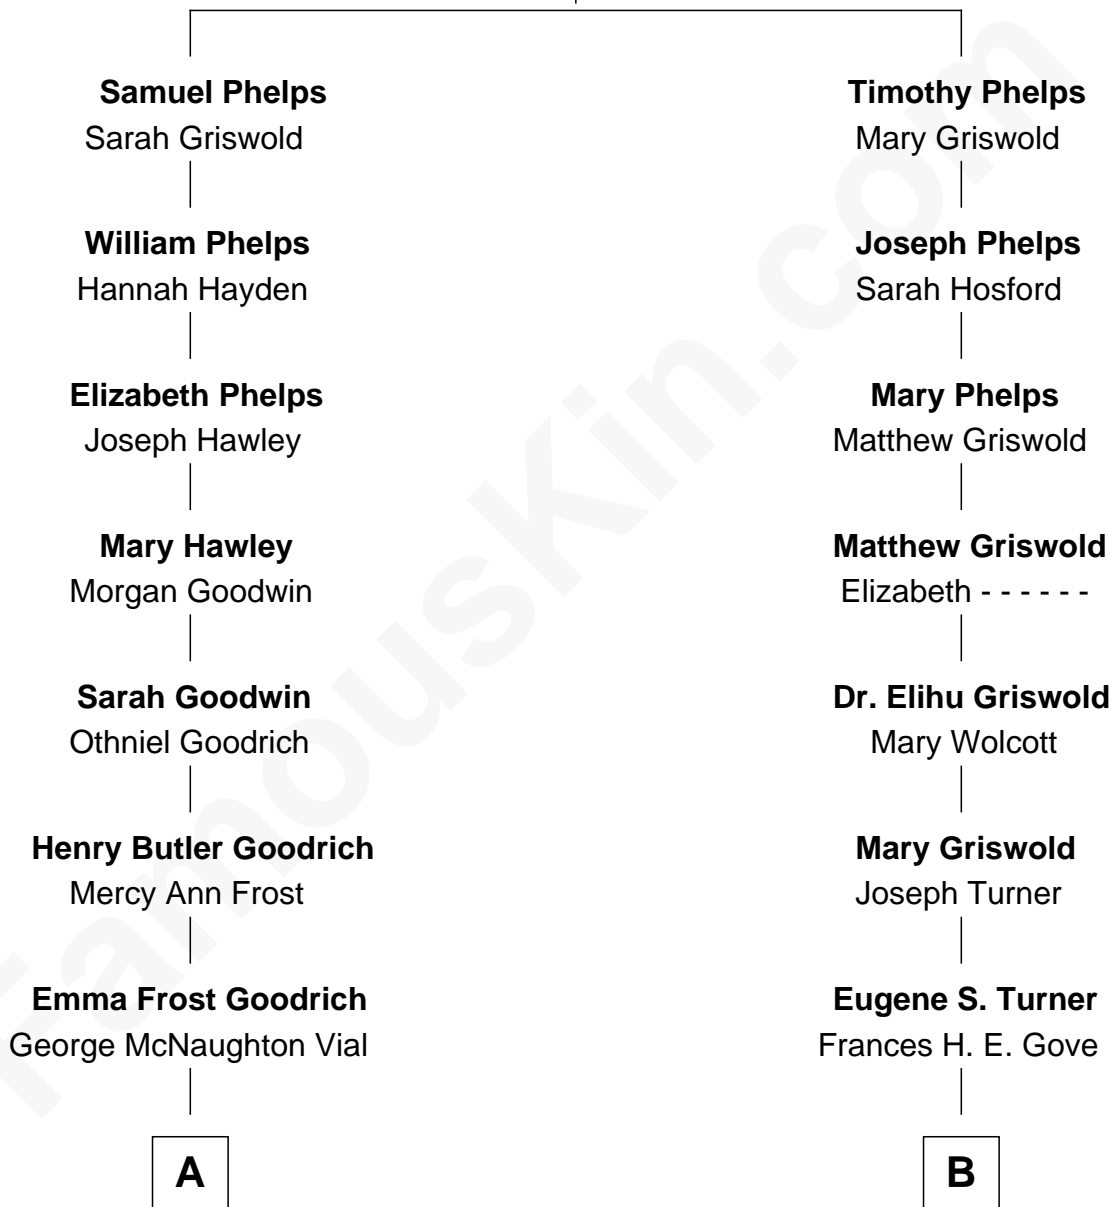 Samuel Phelps
Sarah Griswold
William Phelps
Hannah Hayden
Elizabeth Phelps
Joseph Hawley
Mary Hawley
Morgan Goodwin
Sarah Goodwin
Othniel Goodrich
Henry Butler Goodrich
Mercy Ann Frost
Emma Frost Goodrich
George McNaughton Vial
A
Timothy Phelps
Mary Griswold
Joseph Phelps
Sarah Hosford
Mary Phelps
Matthew Griswold
Matthew Griswold
Elizabeth - - - - - -
Dr. Elihu Griswold
Mary Wolcott
Mary Griswold
Joseph Turner
Eugene S. Turner
Frances H. E. Gove
B
FamousKin.com